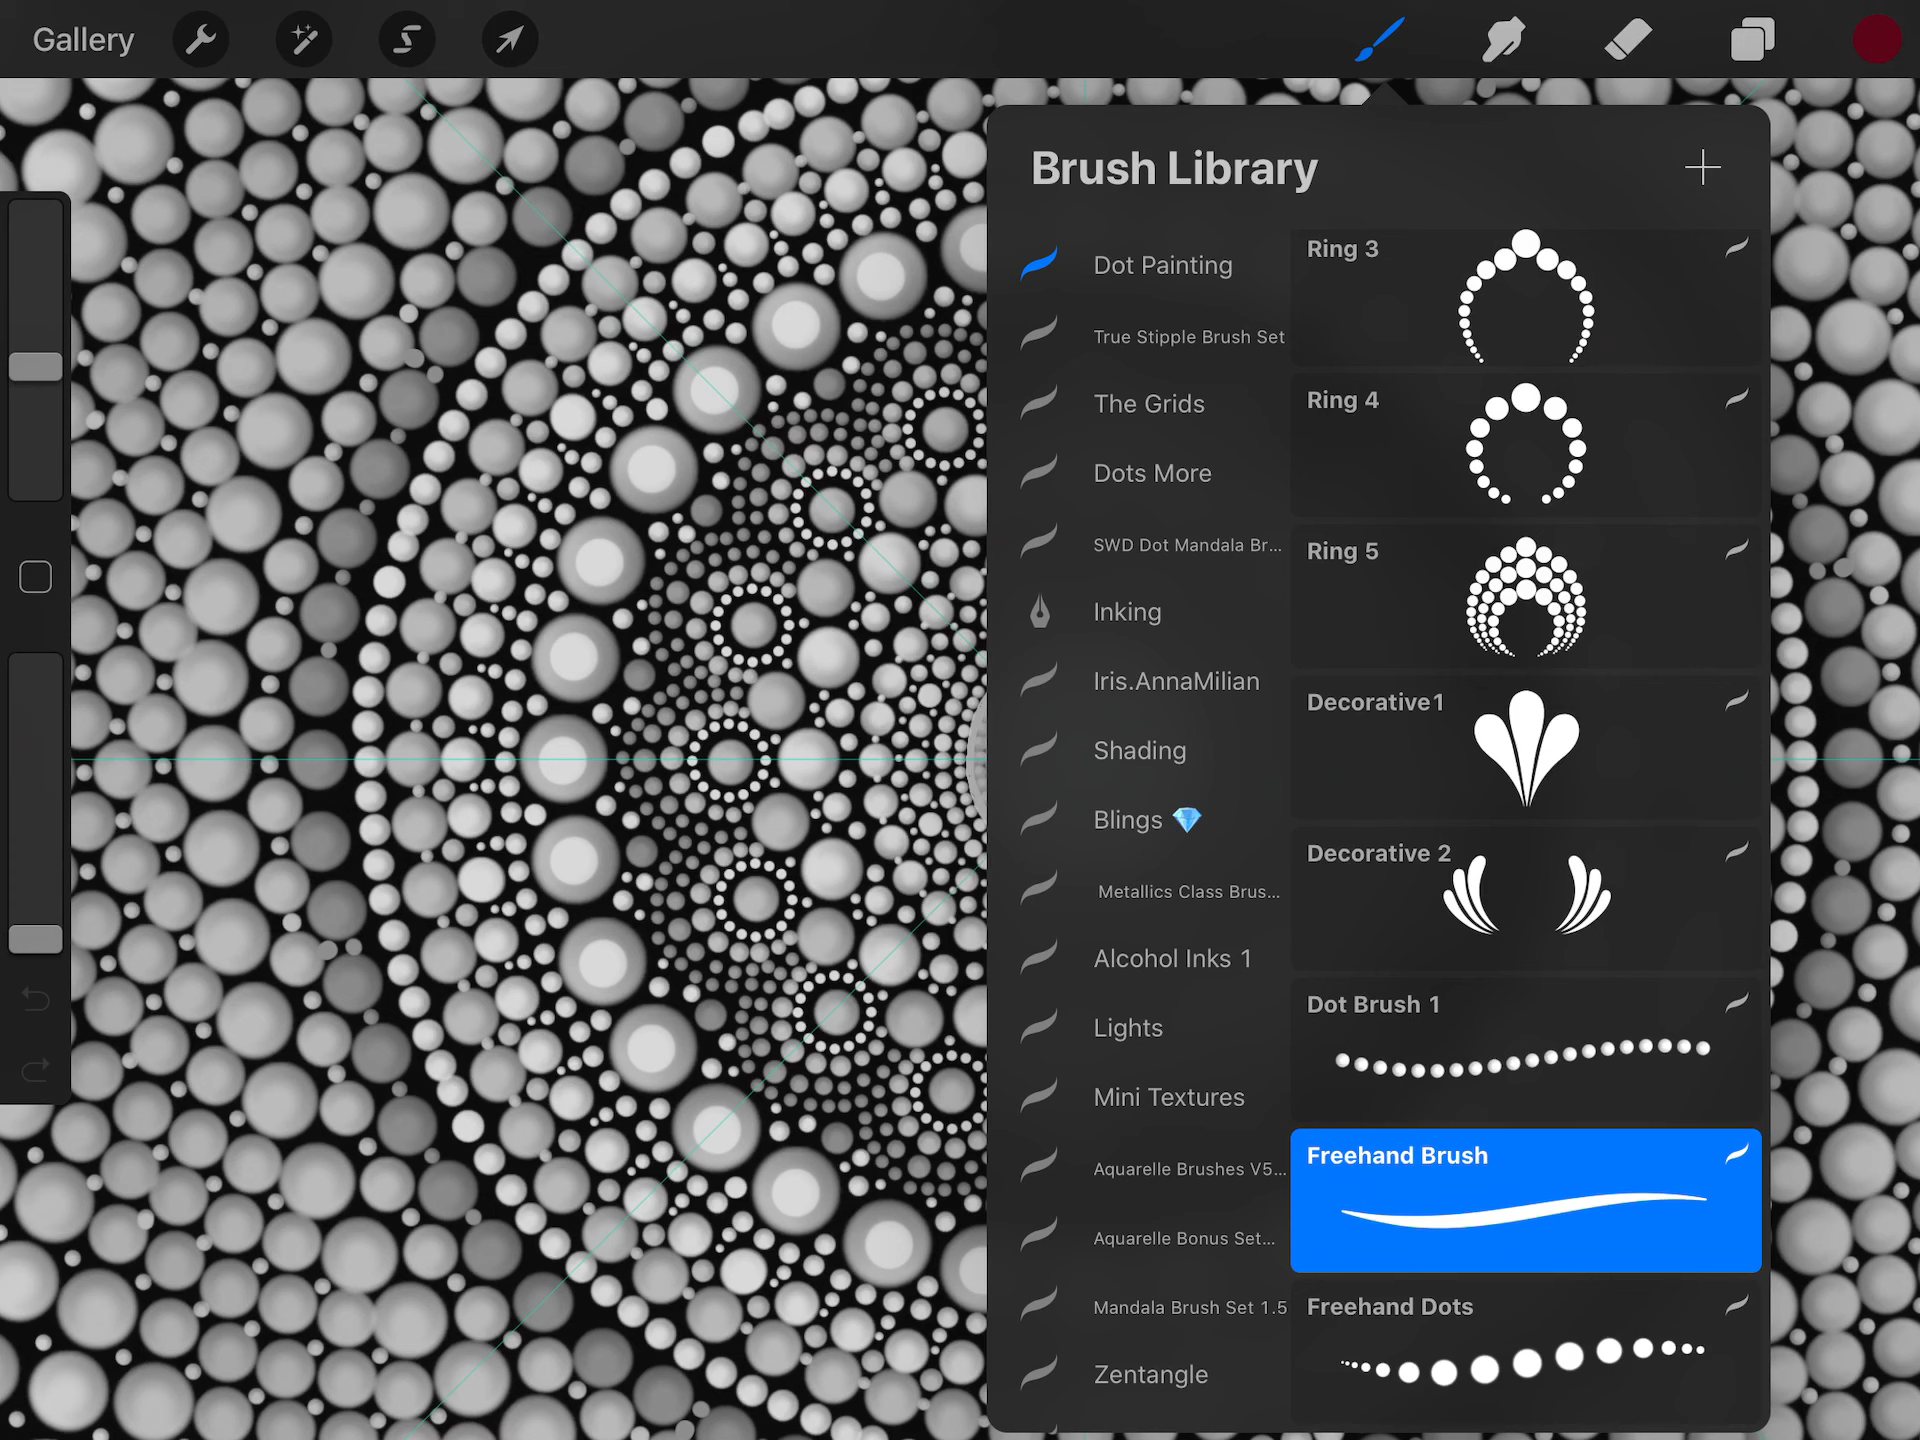 Gallery
Brush Library
Dot Painting
True Stipple Brush Set
The Grids
Dots More
SWD Dot Mandala Br...
Inking
Iris.AnnaMilian
Shading
Blings 💎
Metallics Class Brus...
Alcohol Inks 1
Lights
Mini Textures
Aquarelle Brushes V5...
Aquarelle Bonus Set...
Mandala Brush Set 1.5
Zentangle
Ring 3
Ring 4
Ring 5
Decorative1
Decorative 2
Dot Brush 1
Freehand Brush
Freehand Dots